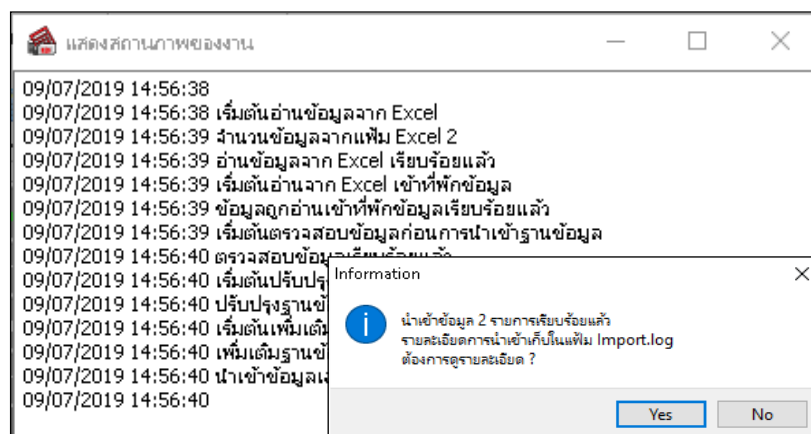 แสดงสถานภาพของงาน
09/07/2019 14:56:38
09/07/2019 14:56:38 เริ่มต้นอ่านข้อมูลจาก Excel
09/07/2019 14:56:39 จำนวนข้อมูลจากแฟ้ม Excel 2
09/07/2019 14:56:39 อ่านข้อมูลจาก Excel เรียบร้อยแล้ว
09/07/2019 14:56:39 เริ่มต้นอ่านจาก Excel เข้าที่พักข้อมูล
09/07/2019 14:56:39 ข้อมูลถูกอ่านเข้าที่พักข้อมูลเรียบร้อยแล้ว
09/07/2019 14:56:39 เริ่มต้นตรวจสอบข้อมูลก่อนการนำเข้าฐานข้อมูล
09/07/2019 14:56:40 ตรวจสอบข้อมูลเรียบร้อยแล้ว
09/07/2019 14:56:40 เริ่มต้นปรับปรุง
09/07/2019 14:56:40 ปรับปรุงฐานข้
09/07/2019 14:56:40 เริ่มต้นเพิ่มเติม
09/07/2019 14:56:40 เพิ่มเติมฐานข้
09/07/2019 14:56:40 นำเข้าข้อมูล
09/07/2019 14:56:40
Information
นำเข้าข้อมูล 2 รายการเรียบร้อยแล้ว
รายละเอียดการนำเข้าเก็บในแฟ้ม Import.log
ต้องการดูรายละเอียด ?
Yes No